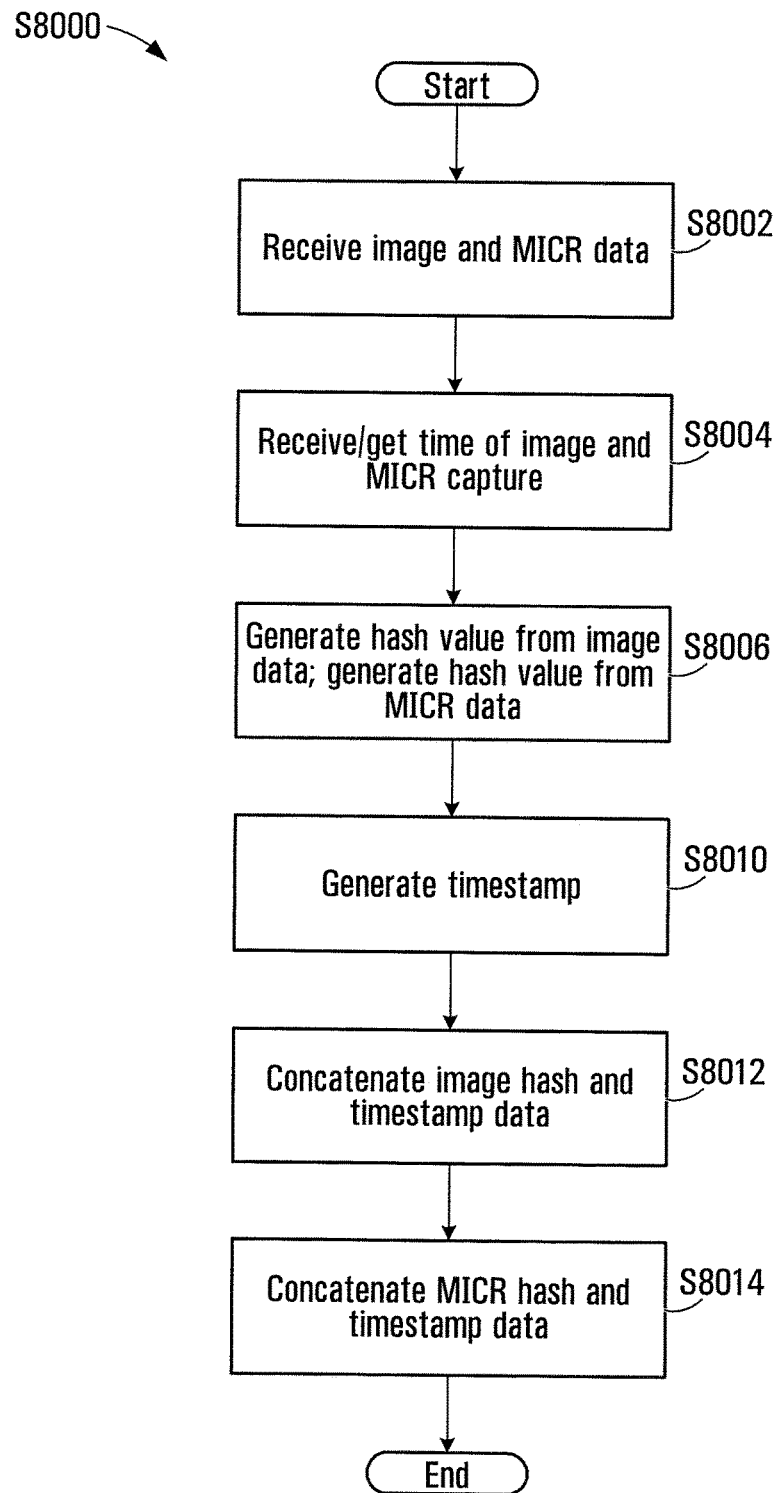 S8000
Start
Receive image and MICR data
S8002
Receive/get time of image and
MICR capture
S8004
Generate hash value from image
data; generate hash value from
MICR data
S8006
Generate timestamp
S8010
Concatenate image hash and
timestamp data
S8012
Concatenate MICR hash and
timestamp data
S8014
End